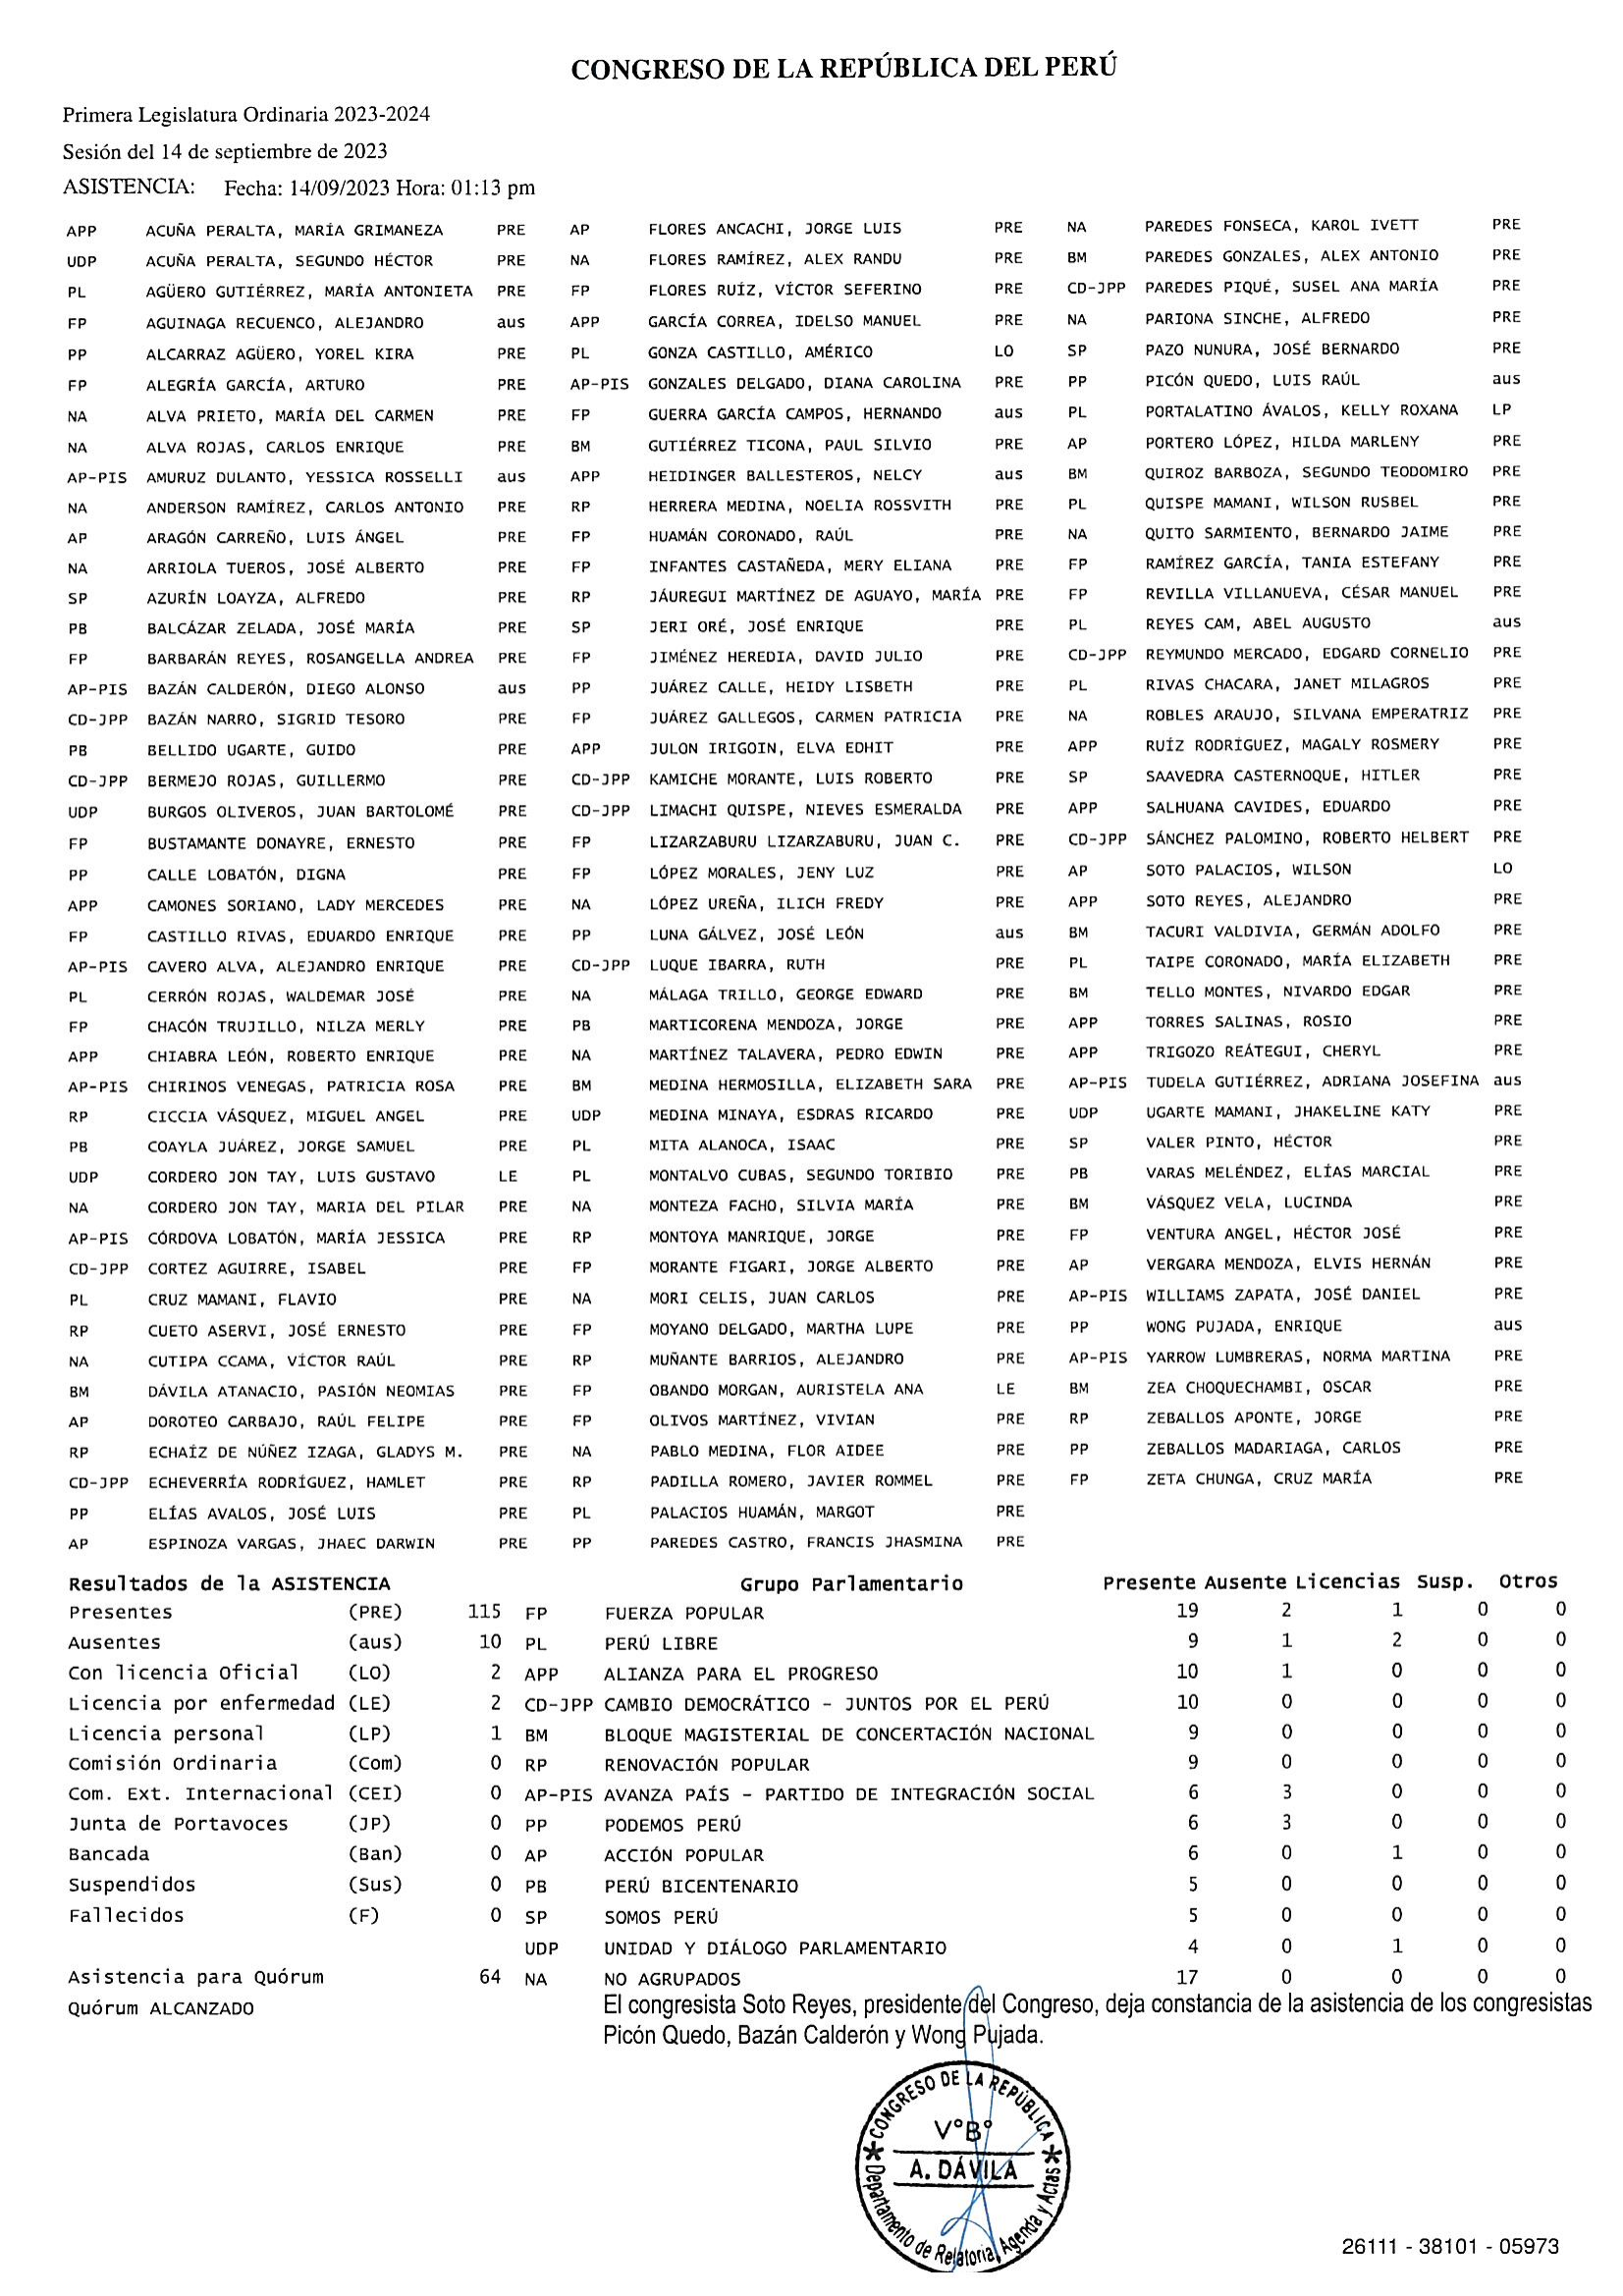 CONGRESO DE LA REPÚBLICA DEL PERÚ
Primera Legislatura Ordinaria 2023-2024
Sesión del 14 de septiembre de 2023
ASISTENCIA: Fecha: 14/09/2023 Hora: 01:13 pm
APP ACUÑA PERALTA, MARÍA GRIMANEZA PRE AP FLORES ANCACHI, JORGE LUIS PRE NA PAREDES FONSECA, KAROL IVETT PRE
UDP ACUÑA PERALTA, SEGUNDO HÉCTOR PRE NA FLORES RAMÍREZ, ALEX RANDU PRE BM PAREDES GONZALES, ALEX ANTONIO PRE
PL AGÜERO GUTIÉRREZ, MARÍA ANTONIETA PRE FP FLORES RUÍZ, VÍCTOR SEFERINO PRE CD-JPP PAREDES PIQUÉ, SUSEL ANA MARÍA PRE
FP AGUINAGA RECUENCO, ALEJANDRO aus APP GARCÍA CORREA, IDELSO MANUEL PRE NA PARIONA SINCHE, ALFREDO PRE
PP ALCARRAZ AGÜERO, YOREL KIRA PRE PL GONZA CASTILLO, AMÉRICO LO SP PAZO NUNURA, JOSÉ BERNARDO PRE
FP ALEGRÍA GARCÍA, ARTURO PRE AP-PIS GONZALES DELGADO, DIANA CAROLINA PRE PP PICÓN QUEDO, LUIS RAÚL aus
NA ALVA PRIETO, MARÍA DEL CARMEN PRE FP GUERRA GARCÍA CAMPOS, HERNANDO aus PL PORTALATINO ÁVALOS, KELLY ROXANA LP
NA ALVA ROJAS, CARLOS ENRIQUE PRE BM GUTIÉRREZ TICONA, PAUL SILVIO PRE AP PORTERO LÓPEZ, HILDA MARLENY PRE
AP-PIS AMURUZ DULANTO, YESSICA ROSSELLI aus APP HEIDINGER BALLESTEROS, NELCY aus BM QUIROZ BARBOZA, SEGUNDO TEODOMIRO PRE
NA ANDERSON RAMÍREZ, CARLOS ANTONIO PRE RP HERRERA MEDINA, NOELIA ROSSVITH PRE PL QUISPE MAMANI, WILSON RUSBEL PRE
AP ARAGÓN CARREÑO, LUIS ÁNGEL PRE FP HUAMÁN CORONADO, RAÚL PRE NA QUITO SARMIENTO, BERNARDO JAIME PRE
NA ARRIOLA TUEROS, JOSÉ ALBERTO PRE FP INFANTES CASTAÑEDA, MERY ELIANA PRE FP RAMÍREZ GARCÍA, TANIA ESTEFANY PRE
SP AZURÍN LOAYZA, ALFREDO PRE RP JÁUREGUI MARTÍNEZ DE AGUAYO, MARÍA PRE FP REVILLA VILLANUEVA, CÉSAR MANUEL PRE
PB BALCÁZAR ZELADA, JOSÉ MARÍA PRE SP JERI ORÉ, JOSÉ ENRIQUE PRE PL REYES CAM, ABEL AUGUSTO aus
FP BARBARÁN REYES, ROSANGELLA ANDREA PRE FP JIMÉNEZ HEREDIA, DAVID JULIO PRE CD-JPP REYMUNDO MERCADO, EDGARD CORNELIO PRE
AP-PIS BAZÁN CALDERÓN, DIEGO ALONSO aus PP JUÁREZ CALLE, HEIDY LISBETH PRE PL RIVAS CHACARA, JANET MILAGROS PRE
CD-JPP BAZÁN NARRO, SIGRID TESORO PRE FP JUÁREZ GALLEGOS, CARMEN PATRICIA PRE NA ROBLES ARAUJO, SILVANA EMPERATRIZ PRE
PB BELLIDO UGARTE, GUIDO PRE APP JULON IRIGOIN, ELVA EDHIT PRE APP RUÍZ RODRÍGUEZ, MAGALY ROSMERY PRE
CD-JPP BERMEJO ROJAS, GUILLERMO PRE CD-JPP KAMICHE MORANTE, LUIS ROBERTO PRE SP SAAVEDRA CASTERNOQUE, HITLER PRE
UDP BURGOS OLIVEROS, JUAN BARTOLOMÉ PRE CD-JPP LIMACHI QUISPE, NIEVES ESMERALDA PRE APP SALHUANA CAVIDES, EDUARDO PRE
FP BUSTAMANTE DONAYRE, ERNESTO PRE FP LIZARZABURU LIZARZABURU, JUAN C. PRE CD-JPP SÁNCHEZ PALOMINO, ROBERTO HELBERT PRE
PP CALLE LOBATÓN, DIGNA PRE FP LÓPEZ MORALES, JENY LUZ PRE AP SOTO PALACIOS, WILSON LO
APP CAMONES SORIANO, LADY MERCEDES PRE NA LÓPEZ UREÑA, ILICH FREDY PRE APP SOTO REYES, ALEJANDRO PRE
FP CASTILLO RIVAS, EDUARDO ENRIQUE PRE PP LUNA GÁLVEZ, JOSÉ LEÓN aus BM TACURI VALDIVIA, GERMÁN ADOLFO PRE
AP-PIS CAVERO ALVA, ALEJANDRO ENRIQUE PRE CD-JPP LUQUE IBARRA, RUTH PRE PL TAIPE CORONADO, MARÍA ELIZABETH PRE
PL CERRÓN ROJAS, WALDEMAR JOSÉ PRE NA MÁLAGA TRILLO, GEORGE EDWARD PRE BM TELLO MONTES, NIVARDO EDGAR PRE
FP CHACÓN TRUJILLO, NILZA MERLY PRE PB MARTICORENA MENDOZA, JORGE PRE APP TORRES SALINAS, ROSIO PRE
APP CHIABRA LEÓN, ROBERTO ENRIQUE PRE NA MARTÍNEZ TALAVERA, PEDRO EDWIN PRE APP TRIGOZO REÁTEGUI, CHERYL PRE
AP-PIS CHIRINOS VENEGAS, PATRICIA ROSA PRE BM MEDINA HERMOSILLA, ELIZABETH SARA PRE AP-PIS TUDELA GUTIÉRREZ, ADRIANA JOSEFINA aus
RP CICCIA VÁSQUEZ, MIGUEL ANGEL PRE UDP MEDINA MINAYA, ESDRAS RICARDO PRE UDP UGARTE MAMANI, JHAKELINE KATY PRE
PB COAYLA JUÁREZ, JORGE SAMUEL PRE PL MITA ALANOCA, ISAAC PRE SP VALER PINTO, HÉCTOR PRE
UDP CORDERO JON TAY, LUIS GUSTAVO LE PL MONTALVO CUBAS, SEGUNDO TORIBIO PRE PB VARAS MELÉNDEZ, ELÍAS MARCIAL PRE
NA CORDERO JON TAY, MARIA DEL PILAR PRE NA MONTEZA FACHO, SILVIA MARÍA PRE BM VÁSQUEZ VELA, LUCINDA PRE
AP-PIS CÓRDOVA LOBATÓN, MARÍA JESSICA PRE RP MONTOYA MANRIQUE, JORGE PRE FP VENTURA ANGEL, HÉCTOR JOSÉ PRE
CD-JPP CORTEZ AGUIRRE, ISABEL PRE FP MORANTE FIGARI, JORGE ALBERTO PRE AP VERGARA MENDOZA, ELVIS HERNÁN PRE
PL CRUZ MAMANI, FLAVIO PRE NA MORI CELIS, JUAN CARLOS PRE AP-PIS WILLIAMS ZAPATA, JOSÉ DANIEL PRE
RP CUETO ASERVI, JOSÉ ERNESTO PRE FP MOYANO DELGADO, MARTHA LUPE PRE PP WONG PUJADA, ENRIQUE aus
NA CUTIPA CCAMA, VÍCTOR RAÚL PRE RP MUÑANTE BARRIOS, ALEJANDRO PRE AP-PIS YARROW LUMBRERAS, NORMA MARTINA PRE
BM DÁVILA ATANACIO, PASIÓN NEOMIAS PRE FP OBANDO MORGAN, AURISTELA ANA LE BM ZEA CHOQUECHAMBI, OSCAR PRE
AP DOROTEO CARBAJO, RAÚL FELIPE PRE FP OLIVOS MARTÍNEZ, VIVIAN PRE RP ZEBALLOS APONTE, JORGE PRE
RP ECHAÍZ DE NÚÑEZ IZAGA, GLADYS M. PRE NA PABLO MEDINA, FLOR AIDEE PRE PP ZEBALLOS MADARIAGA, CARLOS PRE
CD-JPP ECHEVERRÍA RODRÍGUEZ, HAMLET PRE RP PADILLA ROMERO, JAVIER ROMMEL PRE FP ZETA CHUNGA, CRUZ MARÍA PRE
PP ELÍAS AVALOS, JOSÉ LUIS PRE PL PALACIOS HUAMÁN, MARGOT PRE
AP ESPINOZA VARGAS, JHAEC DARWIN PRE PP PAREDES CASTRO, FRANCIS JHASMINA PRE
Resultados de la ASISTENCIA Grupo Parlamentario Presente Ausente Licencias Susp. Otros
Presentes (PRE) 115 FP FUERZA POPULAR 19 2 1 0 0
Ausentes (aus) 10 PL PERÚ LIBRE 9 1 2 0 0
Con licencia Oficial (LO) 2 APP ALIANZA PARA EL PROGRESO 10 1 0 0 0
Licencia por enfermedad (LE) 2 CD-JPP CAMBIO DEMOCRÁTICO - JUNTOS POR EL PERÚ 10 0 0 0 0
Licencia personal (LP) 1 BM BLOQUE MAGISTERIAL DE CONCERTACIÓN NACIONAL 9 0 0 0 0
Comisión Ordinaria (Com) 0 RP RENOVACIÓN POPULAR 9 0 0 0 0
Com. Ext. Internacional (CEI) 0 AP-PIS AVANZA PAÍS - PARTIDO DE INTEGRACIÓN SOCIAL 6 3 0 0 0
Junta de Portavoces (JP) 0 PP PODEMOS PERÚ 6 3 0 0 0
Bancada (Ban) 0 AP ACCIÓN POPULAR 6 0 1 0 0
Suspendidos (Sus) 0 PB PERÚ BICENTENARIO 5 0 0 0 0
Fallecidos (F) 0 SP SOMOS PERÚ 5 0 0 0 0
UDP UNIDAD Y DIÁLOGO PARLAMENTARIO 4 0 1 0 0
Asistencia para Quórum 64 NA NO AGRUPADOS 17 0 0 0 0
Quórum ALCANZADO
El congresista Soto Reyes, presidente del Congreso, deja constancia de la asistencia de los congresistas
Picón Quedo, Bazán Calderón y Wong Pujada.
CONGRESO DE LA REPÚBLICA
V°B°
A. DÁVILA
Departamento de Relatoría, Agenda y Actas
26111 - 38101 - 05973